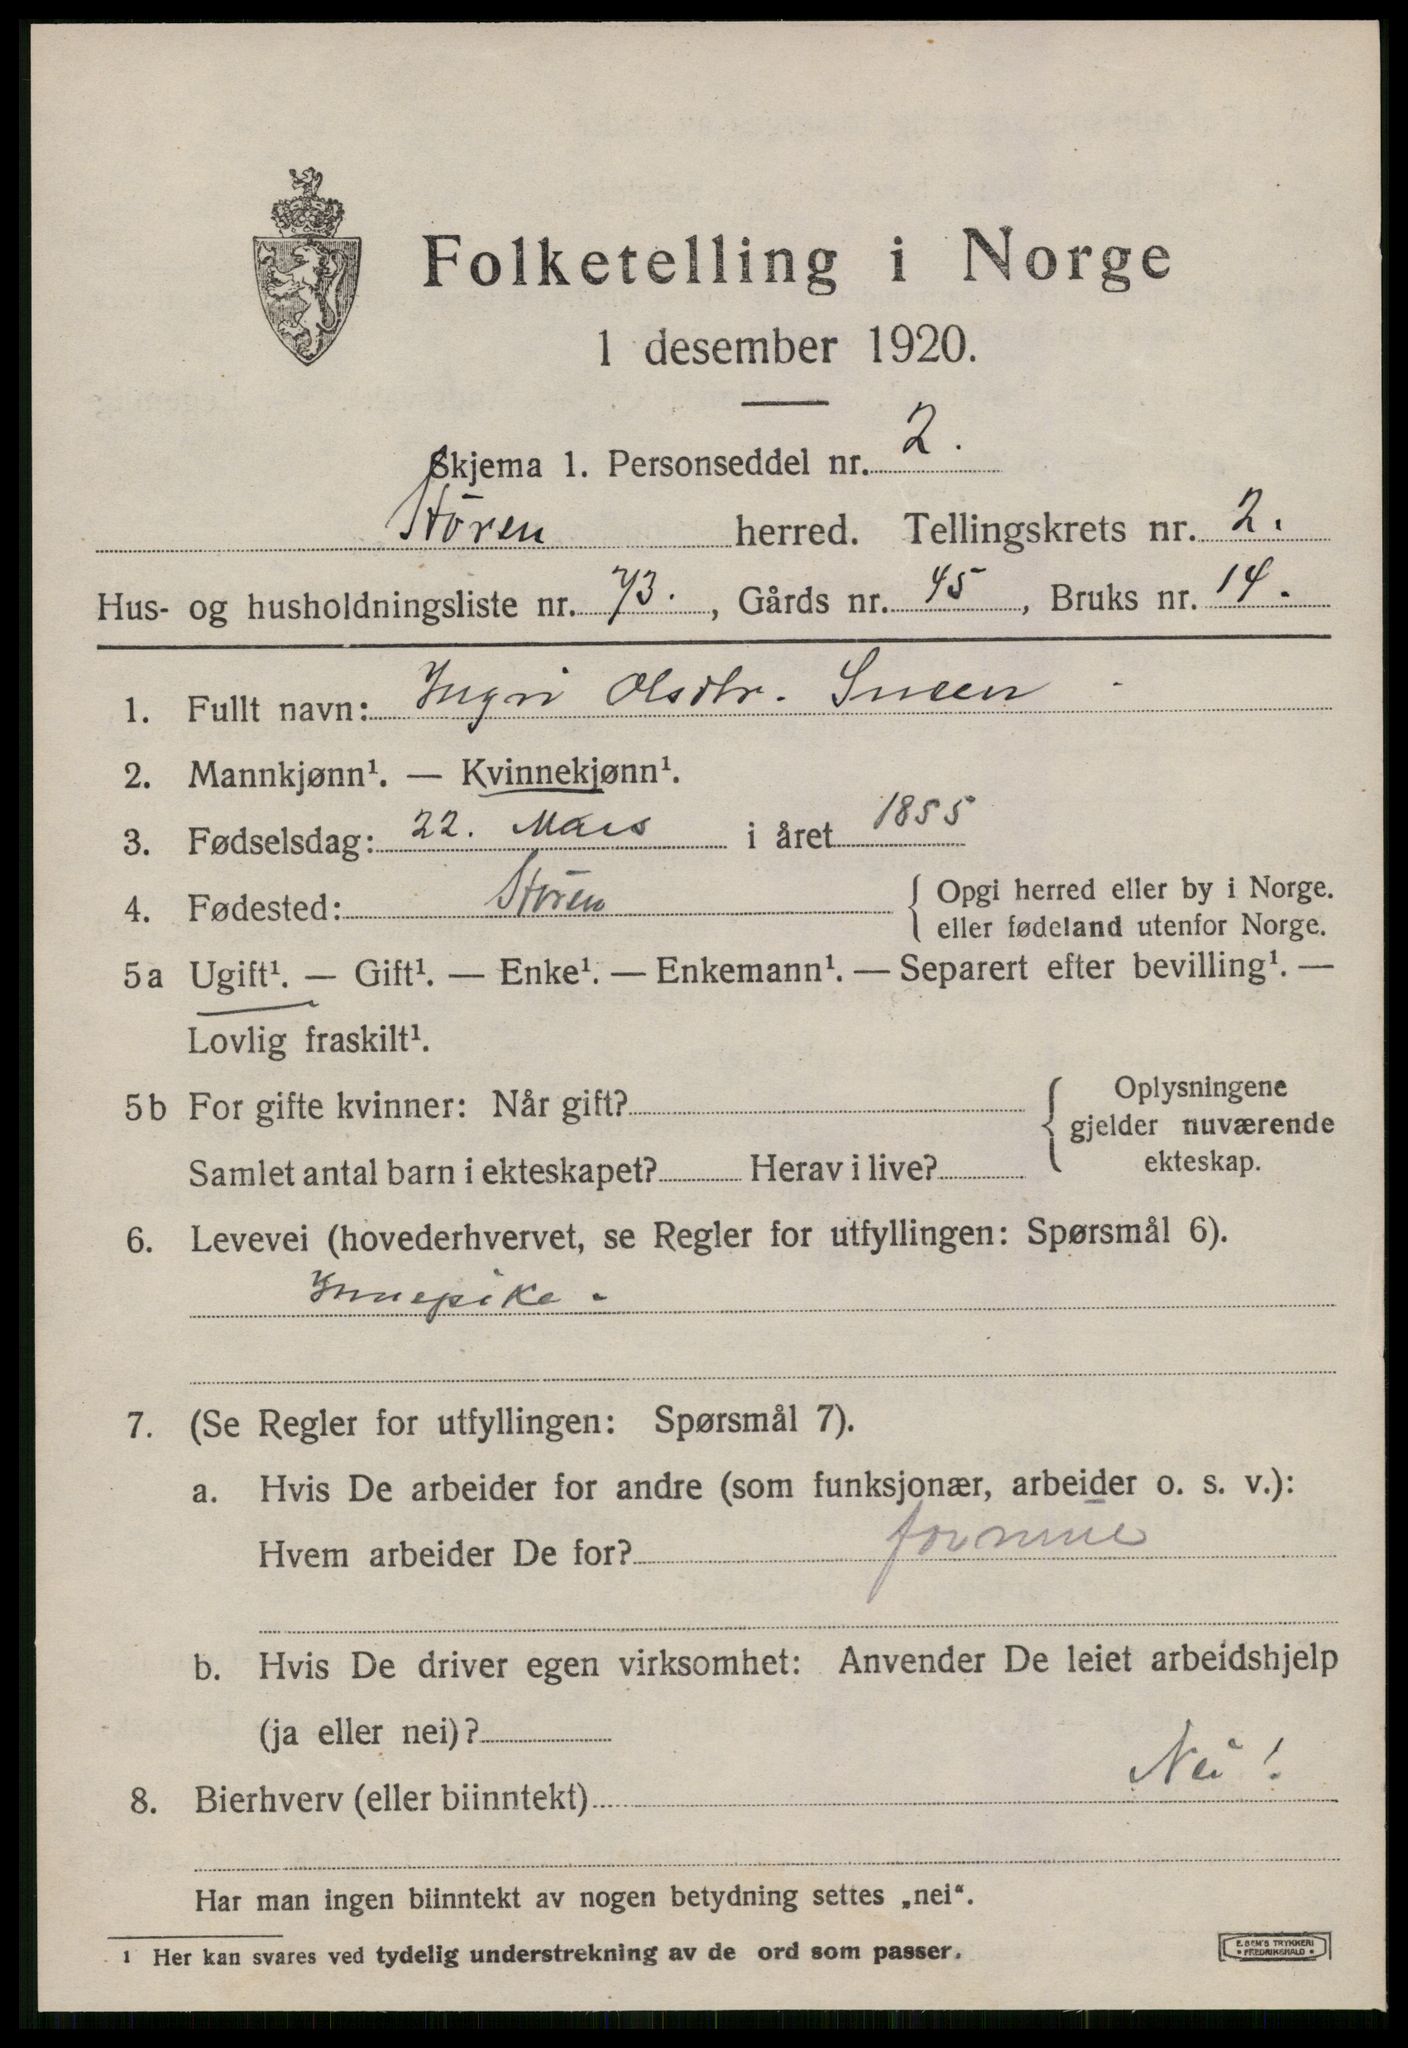 Folketelling i Norge
1 desember 1920.
Skjema 1. Personseddel nr. 2.
Støren herred. Tellingskrets nr. 2.
Hus- og husholdningsliste nr. 73., Gårds nr. 45, Bruks nr. 14.
1. Fullt navn: Ingri Olsdtr. Sneen
2. Mannkjønn¹. — Kvinnekjønn¹.
3. Fødselsdag: 22. Mars i året 1855
4. Fødested: Støren { Opgi herred eller by i Norge.
eller fødeland utenfor Norge.
5a Ugift¹. — Gift¹. — Enke¹. — Enkemann¹. — Separert efter bevilling¹. —
Lovlig fraskilt¹.
5b For gifte kvinner: Når gift?
Samlet antal barn i ekteskapet? Herav i live?
Oplysningene
gjelder nuværende
ekteskap.
6. Levevei (hovederhvervet, se Regler for utfyllingen: Spørsmål 6).
Innepike.
7. (Se Regler for utfyllingen: Spørsmål 7).
a. Hvis De arbeider for andre (som funksjonær, arbeider o. s. v.):
Hvem arbeider De for?
b. Hvis De driver egen virksomhet: Anvender De leiet arbeidshjelp
(ja eller nei)?
8. Bierhverv (eller biinntekt) Nei!
Har man ingen biinntekt av nogen betydning settes „nei“.
1 Her kan svares ved tydelig understrekning av de ord som passer.
E. SEM'S TRYKKERI
• FREDRIKSHALD •